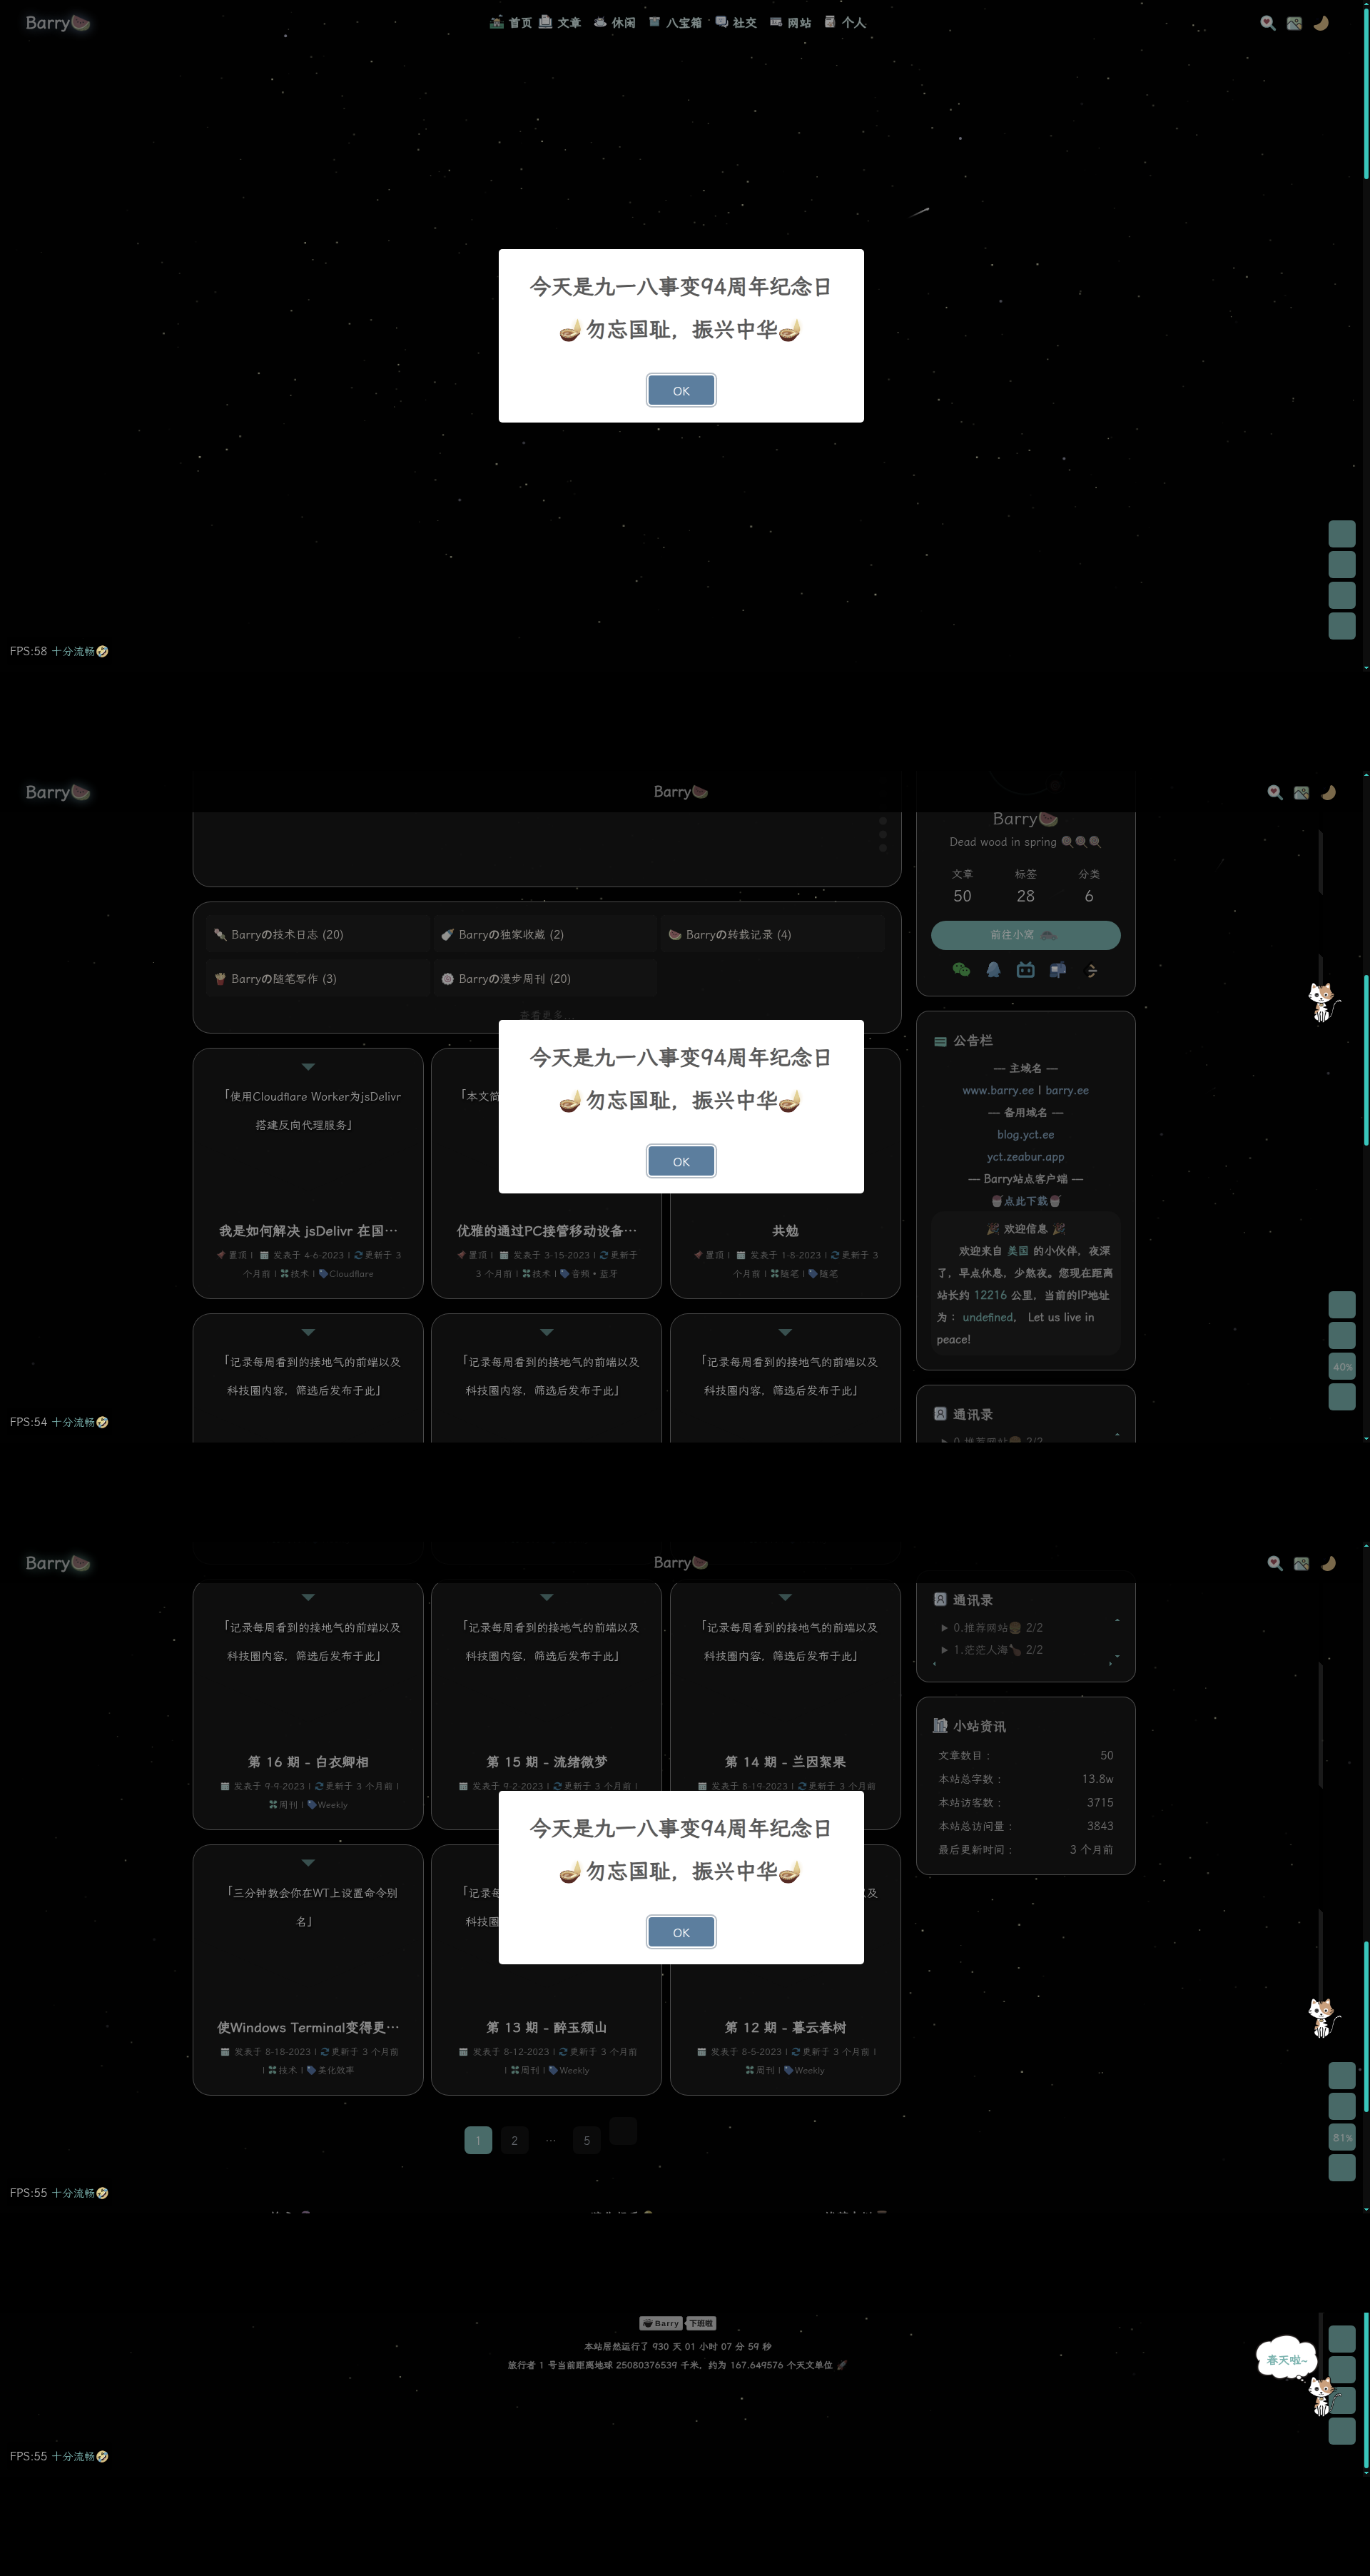 Barry
首页 文章 休闲 八宝箱 社交 网站 个人
今天是九一八事变94周年纪念日
勿忘国耻，振兴中华
OK
FPS:58 十分流畅
Barry
Barry
Barry
Dead wood in spring
文章 标签 分类
50 28 6
前往小窝
Barryの技术日志 (20)
Barryの独家收藏 (2)
Barryの转载记录 (4)
Barryの随笔写作 (3)
Barryの漫步周刊 (20)
查看更多...
今天是九一八事变94周年纪念日
勿忘国耻，振兴中华
OK
「使用Cloudflare Worker为jsDelivr
搭建反向代理服务」
我是如何解决 jsDelivr 在国…
置顶 | 发表于 4-6-2023 | 更新于 3
个月前 | 技术 | Cloudflare
「本文简
优雅的通过PC接管移动设备…
置顶 | 发表于 3-15-2023 | 更新于
3 个月前 | 技术 | 音频 • 蓝牙
共勉
置顶 | 发表于 1-8-2023 | 更新于 3
个月前 | 随笔 | 随笔
「记录每周看到的接地气的前端以及
科技圈内容，筛选后发布于此」
「记录每周看到的接地气的前端以及
科技圈内容，筛选后发布于此」
「记录每周看到的接地气的前端以及
科技圈内容，筛选后发布于此」
公告栏
— 主域名 —
www.barry.ee | barry.ee
— 备用域名 —
blog.yct.ee
yct.zeabur.app
— Barry站点客户端 —
点此下载
欢迎信息
欢迎来自 美国 的小伙伴，夜深
了，早点休息，少熬夜。您现在距离
站长约 12216 公里，当前的IP地址
为： undefined， Let us live in
peace!
通讯录
0.推荐网站 2/2
40%
FPS:54 十分流畅
Barry
Barry
「记录每周看到的接地气的前端以及
科技圈内容，筛选后发布于此」
第 16 期 - 白衣卿相
发表于 9-9-2023 | 更新于 3 个月前 |
周刊 | Weekly
「记录每周看到的接地气的前端以及
科技圈内容，筛选后发布于此」
第 15 期 - 流绪微梦
发表于 9-2-2023 | 更新于 3 个月前 |
「记录每周看到的接地气的前端以及
科技圈内容，筛选后发布于此」
第 14 期 - 兰因絮果
发表于 8-19-2023 | 更新于 3 个月前
通讯录
0.推荐网站 2/2
1.茫茫人海 2/2
小站资讯
文章数目： 50
本站总字数： 13.8w
本站访客数： 3715
本站总访问量： 3843
最后更新时间： 3 个月前
今天是九一八事变94周年纪念日
勿忘国耻，振兴中华
OK
「三分钟教会你在WT上设置命令别
名」
使Windows Terminal变得更…
发表于 8-18-2023 | 更新于 3 个月前
| 技术 | 美化效率
「记录每
科技圈
第 13 期 - 醉玉颓山
发表于 8-12-2023 | 更新于 3 个月前
| 周刊 | Weekly
以及
第 12 期 - 暮云春树
发表于 8-5-2023 | 更新于 3 个月前 |
周刊 | Weekly
1 2 … 5
81%
FPS:55 十分流畅
Barry 下班啦
本站居然运行了 930 天 01 小时 07 分 59 秒
旅行者 1 号当前距离地球 25080376539 千米，约为 167.649576 个天文单位
春天啦~
FPS:55 十分流畅